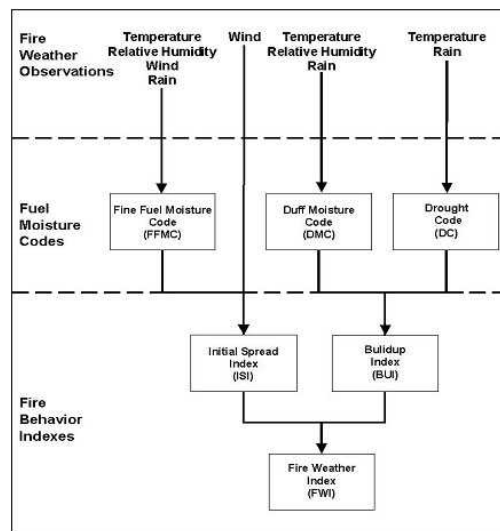 Fire
Weather
Observations
Temperature
Relative Humidity
Wind
Rain
Wind
Temperature
Relative Humidity
Rain
Temperature
Rain
Fuel
Moisture
Codes
Fine Fuel Moisture
Code
(FFMC)
Duff Moisture
Code
(DMC)
Drought
Code
(DC)
Fire
Behavior
Indexes
Initial Spread
Index
(ISI)
Bulidup
Index
(BUI)
Fire Weather
Index
(FWI)